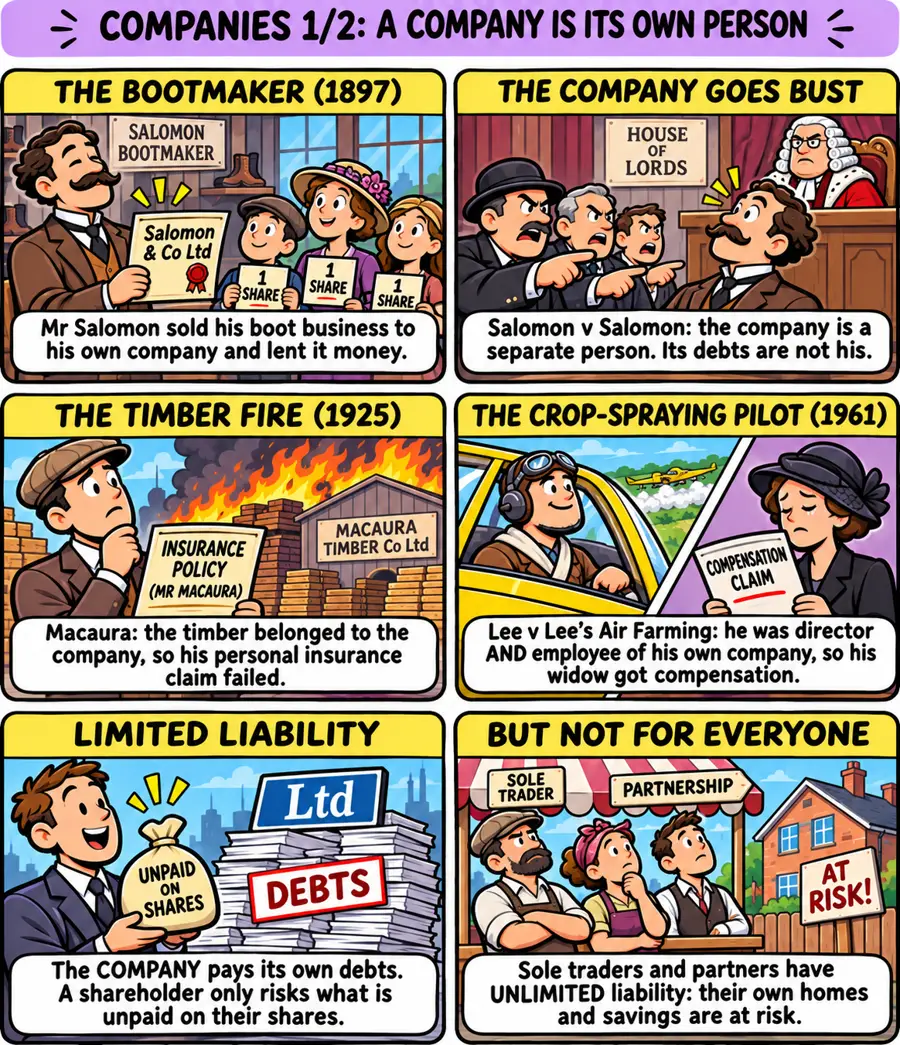 COMPANIES 1/2: A COMPANY IS ITS OWN PERSON
THE BOOTMAKER (1897)
SALOMON
BOOTMAKER
Salomon
& Co Ltd
1
SHARE
1
SHARE
1
SHARE
Mr Salomon sold his boot business to
his own company and lent it money.
THE COMPANY GOES BUST
HOUSE
OF
LORDS
Salomon v Salomon: the company is a
separate person. Its debts are not his.
THE TIMBER FIRE (1925)
INSURANCE
POLICY
(MR MACAURA)
MACAURA
TIMBER Co Ltd
Macaura: the timber belonged to the
company, so his personal insurance
claim failed.
THE CROP-SPRAYING PILOT (1961)
COMPENSATION
CLAIM
Lee v Lee's Air Farming: he was director
AND employee of his own company, so his
widow got compensation.
LIMITED LIABILITY
UNPAID
ON
SHARES
Ltd
DEBTS
The COMPANY pays its own debts.
A shareholder only risks what is
unpaid on their shares.
BUT NOT FOR EVERYONE
SOLE
TRADER
PARTNERSHIP
AT
RISK!
Sole traders and partners have
UNLIMITED liability: their own homes
and savings are at risk.